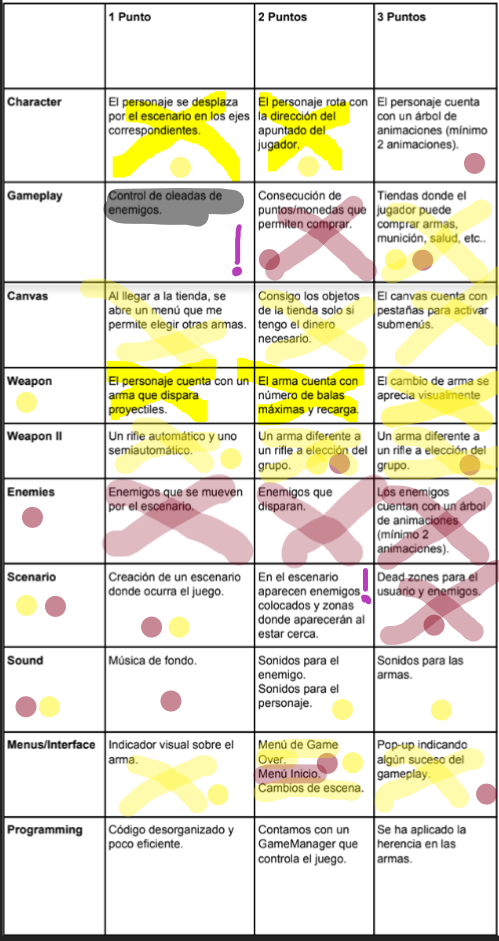 1 Punto
2 Puntos
3 Puntos
Character
El personaje se desplaza
por el escenario en los ejes
correspondientes.
El personaje rota con
la dirección del
apuntado del
jugador.
El personaje cuenta
con un árbol de
animaciones (mínimo
2 animaciones).
Gameplay
Control de oleadas de
enemigos.
!
Consecución de
puntos/monedas que
permiten comprar.
Tiendas donde el
jugador puede
comprar armas,
munición, salud, etc..
Canvas
Al llegar a la tienda, se
abre un menú que me
permite elegir otras armas.
Consigo los objetos
de la tienda solo si
tengo el dinero
necesario.
El canvas cuenta con
pestañas para activar
submenús.
Weapon
El personaje cuenta con un
arma que dispara
proyectiles.
El arma cuenta con
número de balas
máximas y recarga.
El cambio de arma se
aprecia visualmente
Weapon II
Un rifle automático y uno
semiautomático.
Un arma diferente a
un rifle a elección del
grupo.
Un arma diferente a
un rifle a elección del
grupo.
Enemies
Enemigos que se mueven
por el escenario.
Enemigos que
disparan.
Los enemigos
cuentan con un árbol
de animaciones
(mínimo 2
animaciones).
Scenario
Creación de un escenario
donde ocurra el juego.
En el escenario
aparecen enemigos
colocados y zonas
donde aparecerán al
estar cerca.
!
Dead zones para el
usuario y enemigos.
Sound
Música de fondo.
Sonidos para el
enemigo.
Sonidos para el
personaje.
Sonidos para las
armas.
Menus/Interface
Indicador visual sobre el
arma.
Menú de Game
Over.
Menú Inicio.
Cambios de escena.
Pop-up indicando
algún suceso del
gameplay.
Programming
Código desorganizado y
poco eficiente.
Contamos con un
GameManager que
controla el juego.
Se ha aplicado la
herencia en las
armas.